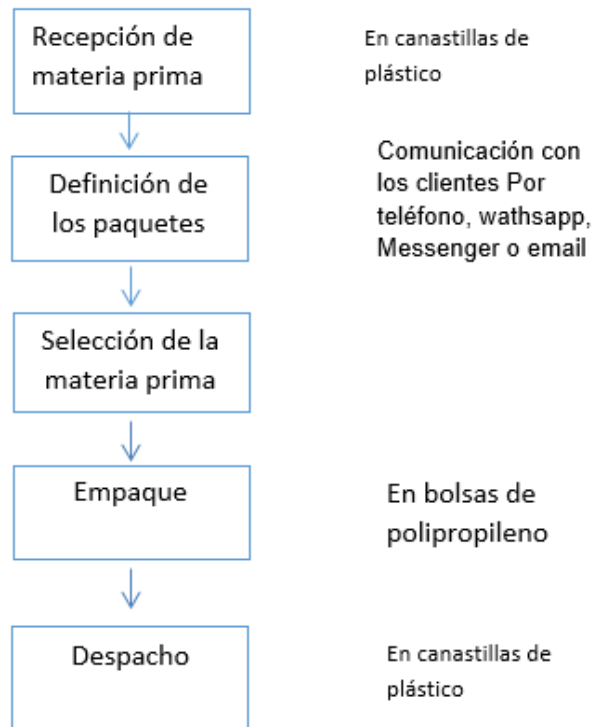 Recepción de
materia prima
En canastillas de
plástico
Definición de
los paquetes
Comunicación con
los clientes Por
teléfono, wathsapp,
Messenger o email
Selección de la
materia prima
Empaque
En bolsas de
polipropileno
Despacho
En canastillas de
plástico